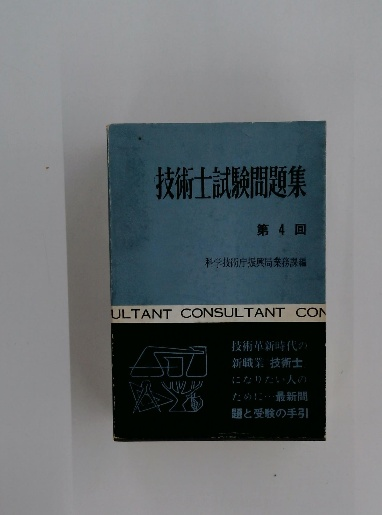 技術士試験問題集
第4回
科学技術庁振興局業務課編
ULTANT CONSULTANT CON
技術革新時代の
新職業 技術士
になりたい人の
ために…最新問
題と受験の手引